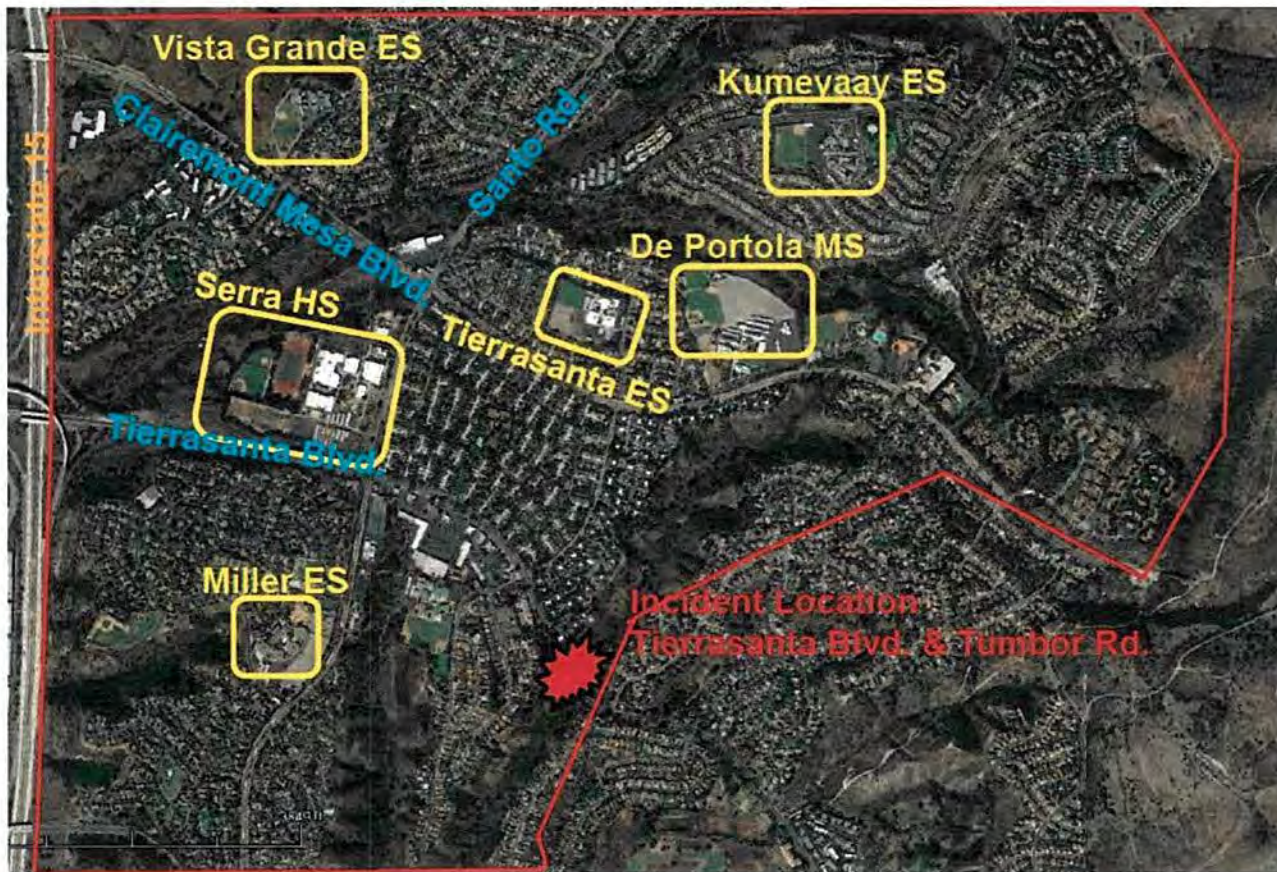 Vista Grande ES
Kumeyaay ES
Clairemont Mesa Blvd.
Santo Rd.
Interstate 15
De Portola MS
Serra HS
Tierrasanta ES
Tierrasanta Blvd.
Miller ES
Incident Location
Tierrasanta Blvd. & Tumbor Rd.